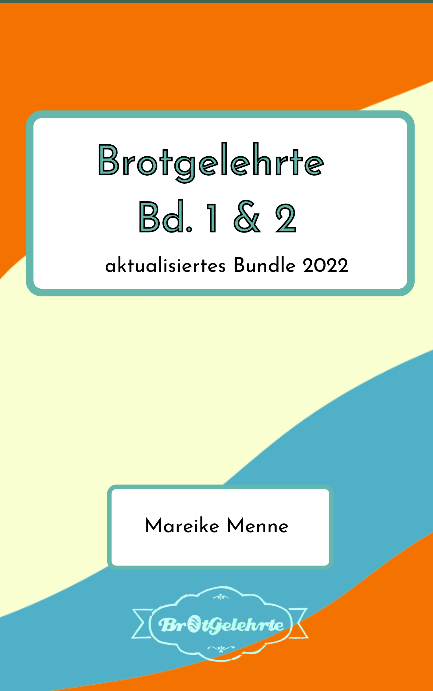 Brotgelehrte
Bd. 1 & 2
aktualisiertes Bundle 2022
Mareike Menne
BrotGelehrte